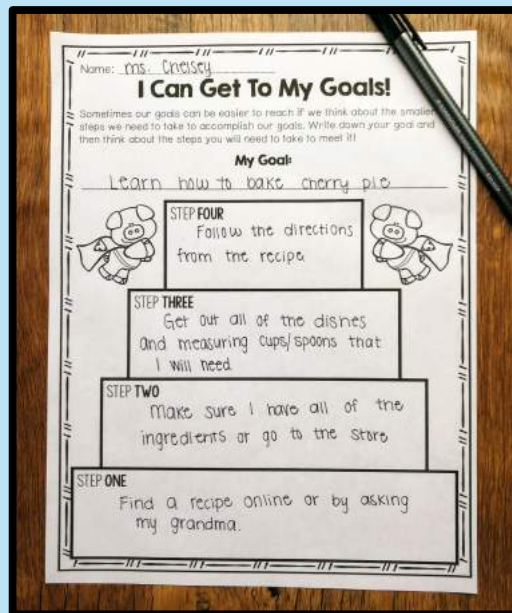 Name: ms. Chelsey
I Can Get To My Goals!
Sometimes our goals can be easier to reach if we think about the smaller
steps we need to take to accomplish our goals. Write down your goal and
then think about the steps you will need to take to meet it!
My Goal:
Learn how to bake cherry pie
STEP FOUR
Follow the directions
from the recipe
STEP THREE
Get out all of the dishes
and measuring cups/spoons that
I will need
STEP TWO
Make sure I have all of the
ingredients or go to the store
STEP ONE
Find a recipe online or by asking
my grandma.